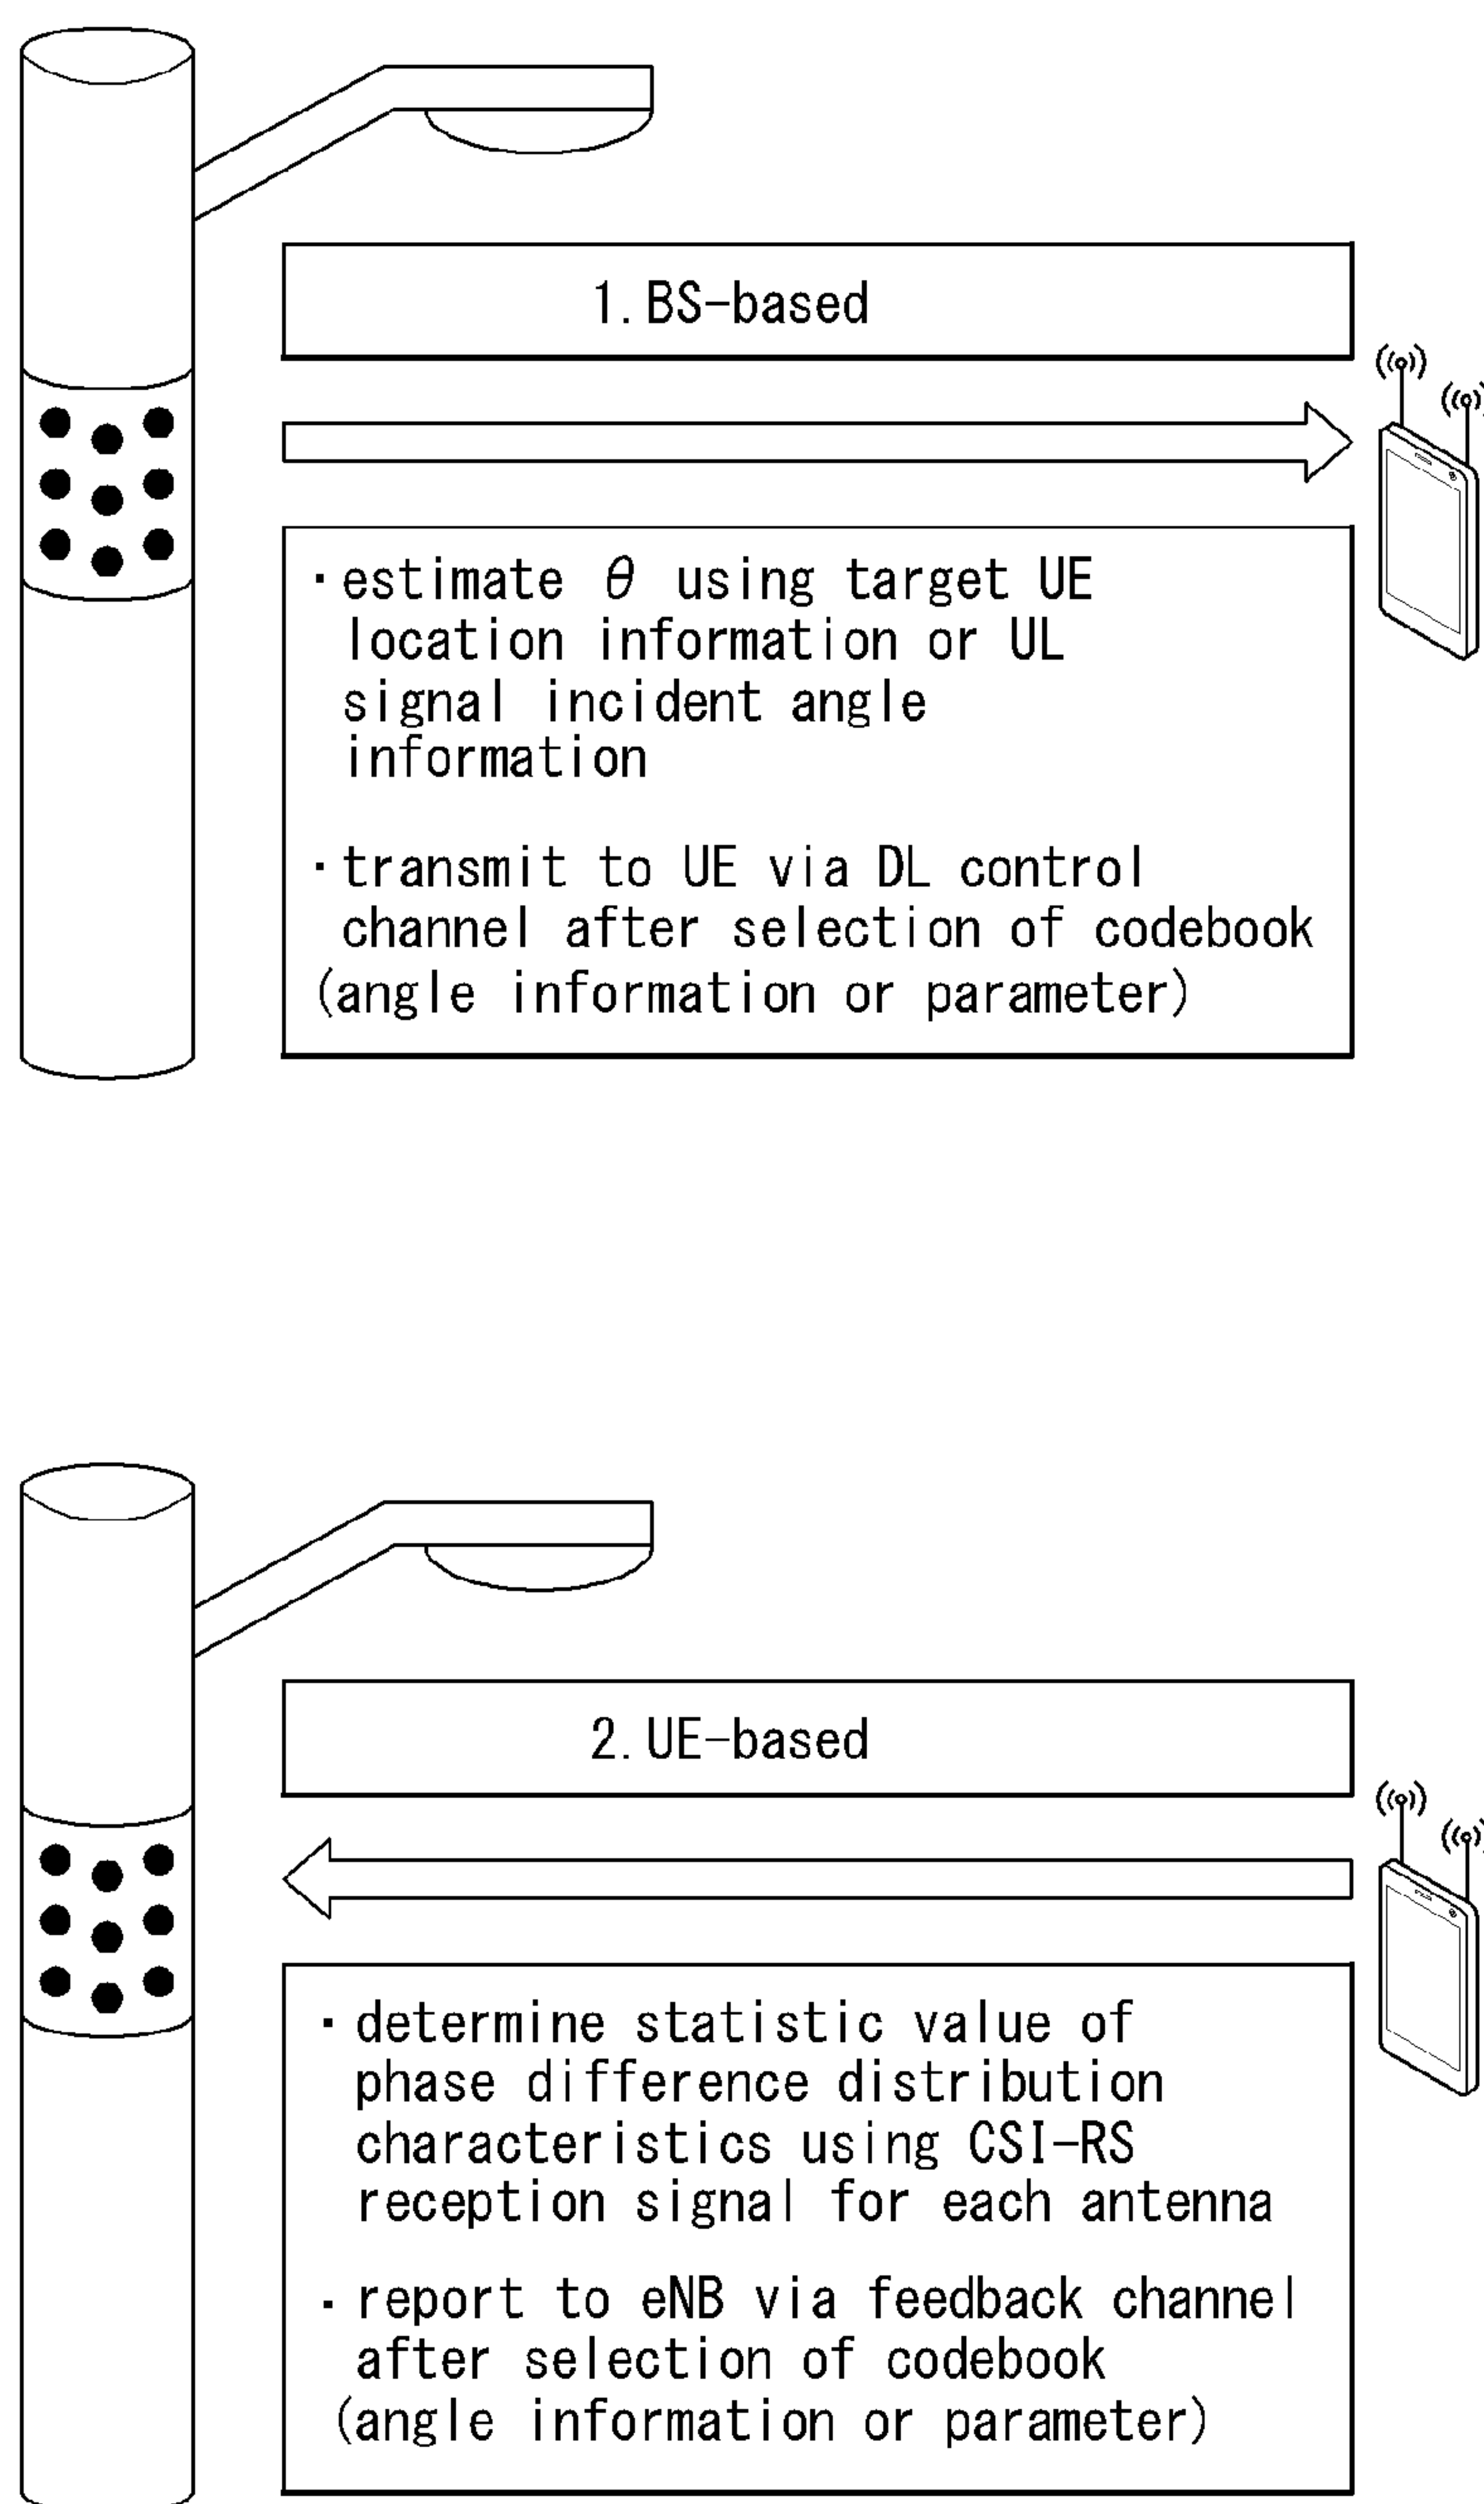 1. BS-based
· estimate θ using target UE
location information or UL
signal incident angle
information
· transmit to UE via DL control
channel after selection of codebook
(angle information or parameter)
2. UE-based
· determine statistic value of
phase difference distribution
characteristics using CSI-RS
reception signal for each antenna
· report to eNB via feedback channel
after selection of codebook
(angle information or parameter)